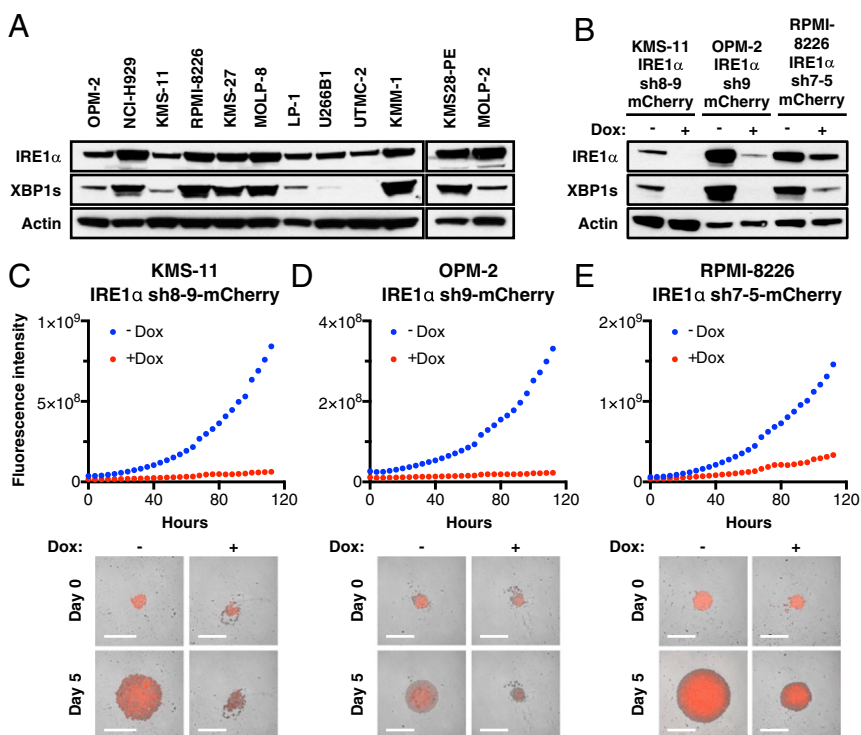 A
OPM-2
NCI-H929
KMS-11
RPMI-8226
KMS-27
MOLP-8
LP-1
U266B1
UTMC-2
KMM-1
KMS28-PE
MOLP-2
IRE1α
XBP1s
Actin
B
KMS-11
IRE1α
sh8-9
mCherry
OPM-2
IRE1α
sh9
mCherry
RPMI-
8226
IRE1α
sh7-5
mCherry
Dox: - + - + - +
IRE1α
XBP1s
Actin
C
KMS-11
IRE1α sh8-9-mCherry
Fluorescence intensity
1×10⁹
5×10⁸
0
- Dox
+Dox
0 40 80 120
Hours
Dox: - +
Day 0
Day 5
D
OPM-2
IRE1α sh9-mCherry
4×10⁸
2×10⁸
0
- Dox
+Dox
0 40 80 120
Hours
Dox: - +
Day 0
Day 5
E
RPMI-8226
IRE1α sh7-5-mCherry
2×10⁹
1×10⁹
0
- Dox
+Dox
0 40 80 120
Hours
Dox: - +
Day 0
Day 5